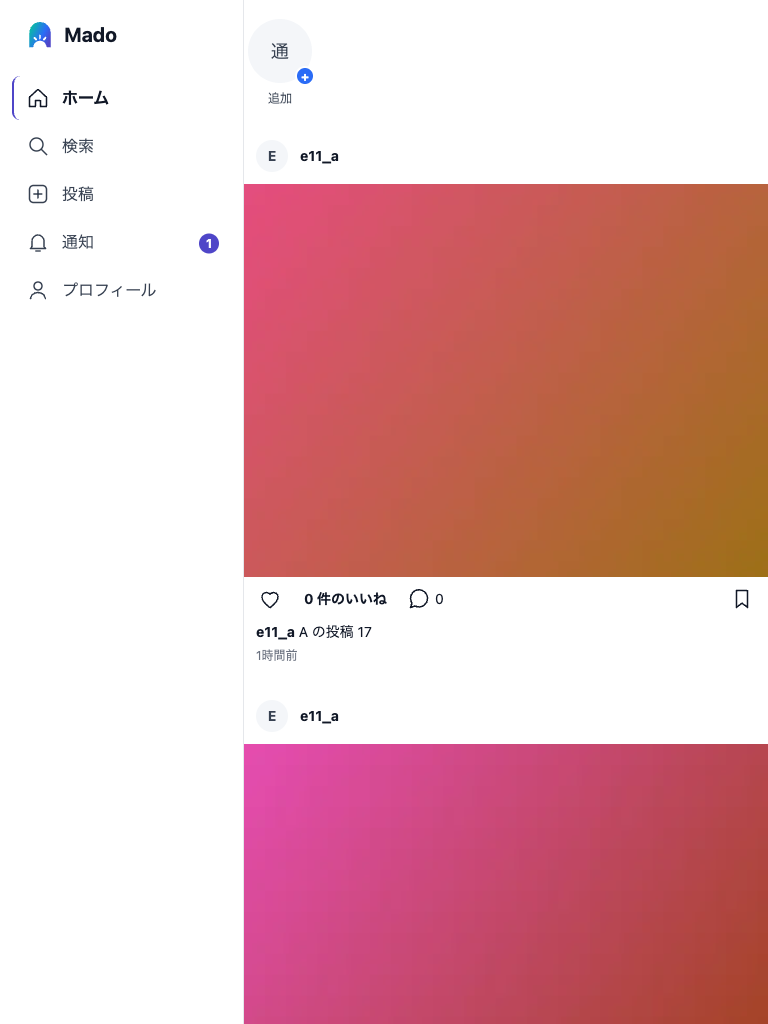 Mado
ホーム
検索
投稿
通知
1
プロフィール
通
+
追加
E
e11_a
0 件のいいね
0
e11_a A の投稿 17
1時間前
E
e11_a